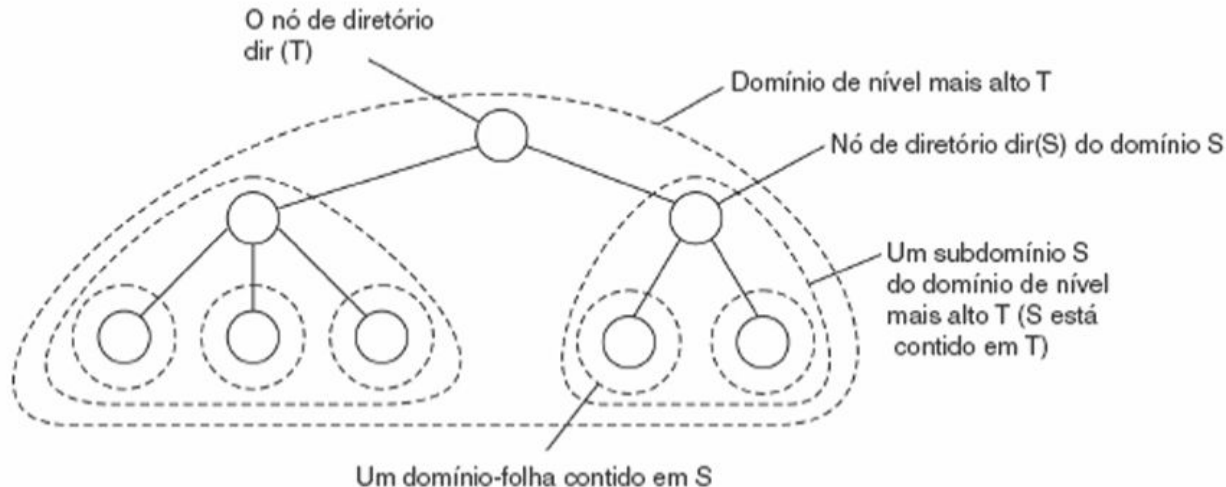 O nó de diretório
dir (T)
Domínio de nível mais alto T
Nó de diretório dir(S) do domínio S
Um subdomínio S
do domínio de nível
mais alto T (S está
contido em T)
Um domínio-folha contido em S